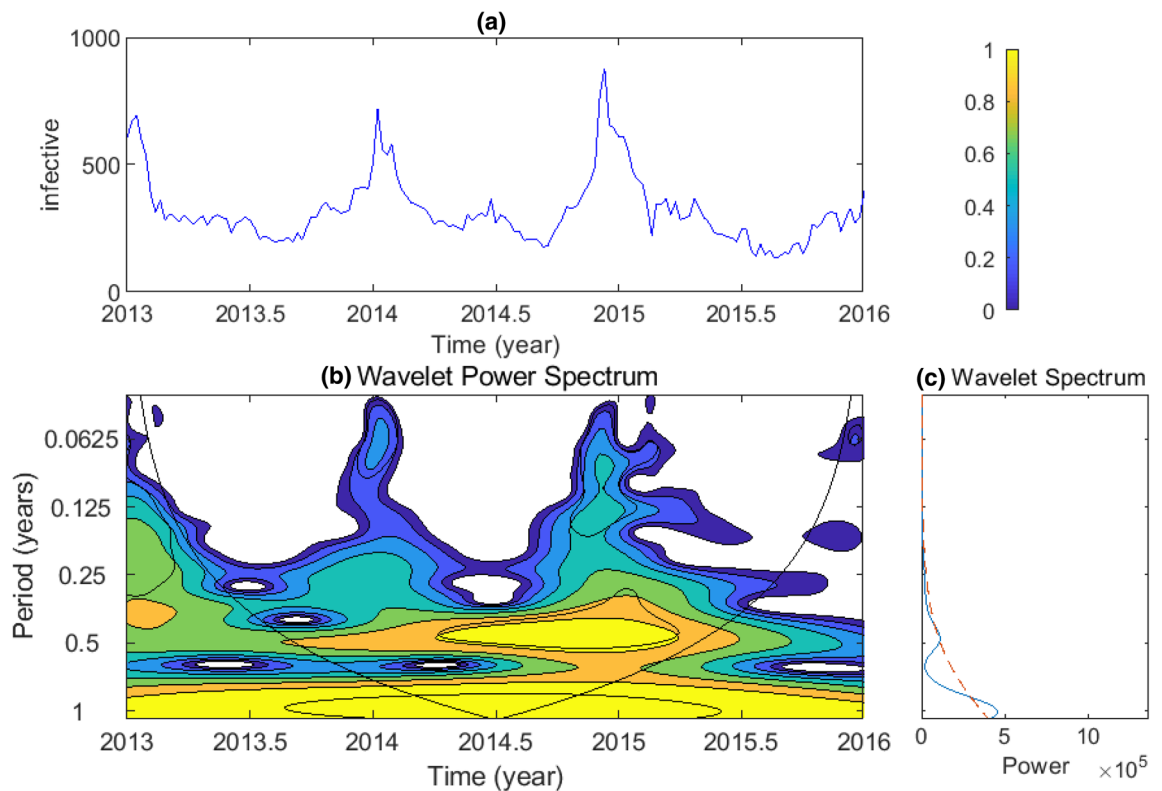 (a)
1000
500
0
infective
2013 2013.5 2014 2014.5 2015 2015.5 2016
Time (year)
1
0.8
0.6
0.4
0.2
0
(b) Wavelet Power Spectrum
0.0625
0.125
0.25
0.5
1
Period (years)
2013 2013.5 2014 2014.5 2015 2015.5 2016
Time (year)
(c) Wavelet Spectrum
0 5 10
Power ×10⁵